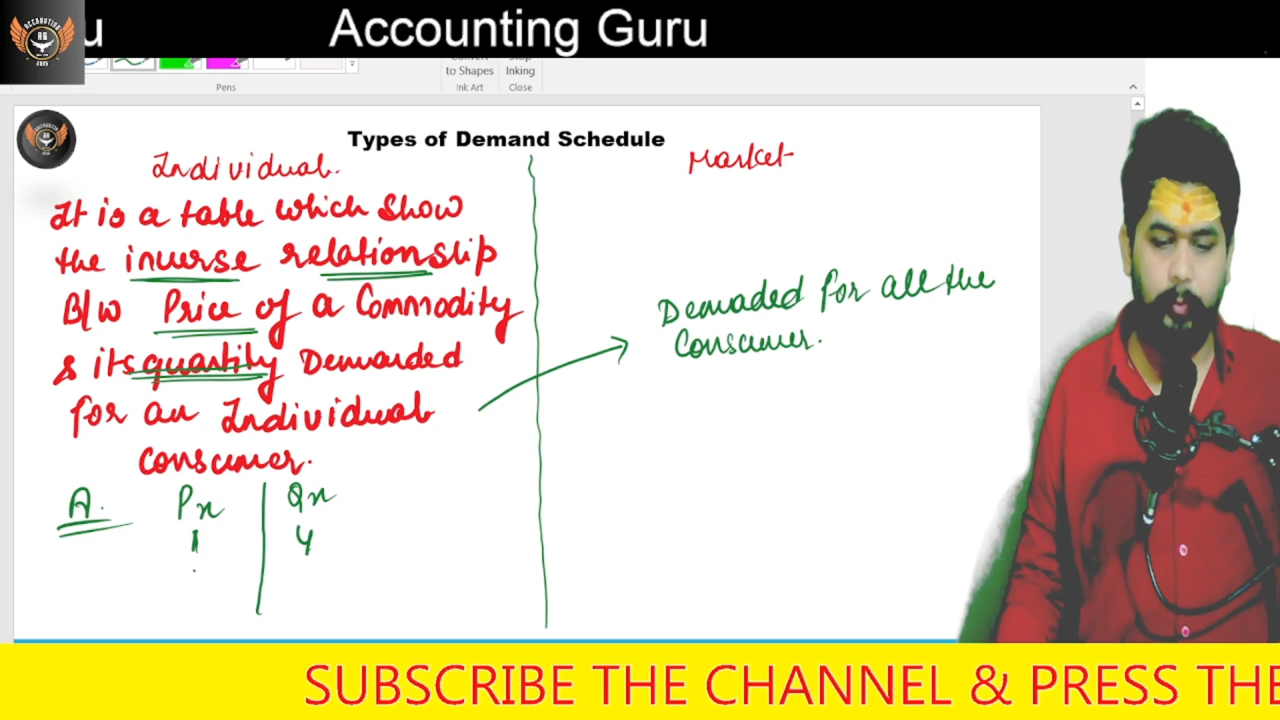 u Accounting Guru
to Shapes Inking
Pens Ink Art Close
Types of Demand Schedule
Individual.
It is a table which show
the inverse relationship
B/w Price of a Commodity
& its quantity Demanded
for an Individual
Consumer.
A. Px Qx
1 4
Market
Demaded for all the
Consumer.
SUBSCRIBE THE CHANNEL & PRESS THE